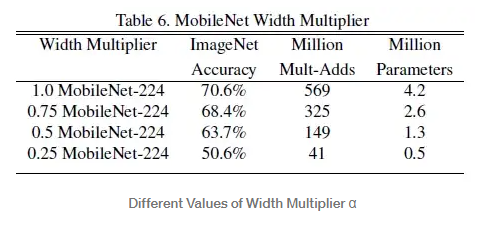 Table 6. MobileNet Width Multiplier
Width Multiplier ImageNet Million Million
Accuracy Mult-Adds Parameters
1.0 MobileNet-224 70.6% 569 4.2
0.75 MobileNet-224 68.4% 325 2.6
0.5 MobileNet-224 63.7% 149 1.3
0.25 MobileNet-224 50.6% 41 0.5
Different Values of Width Multiplier α